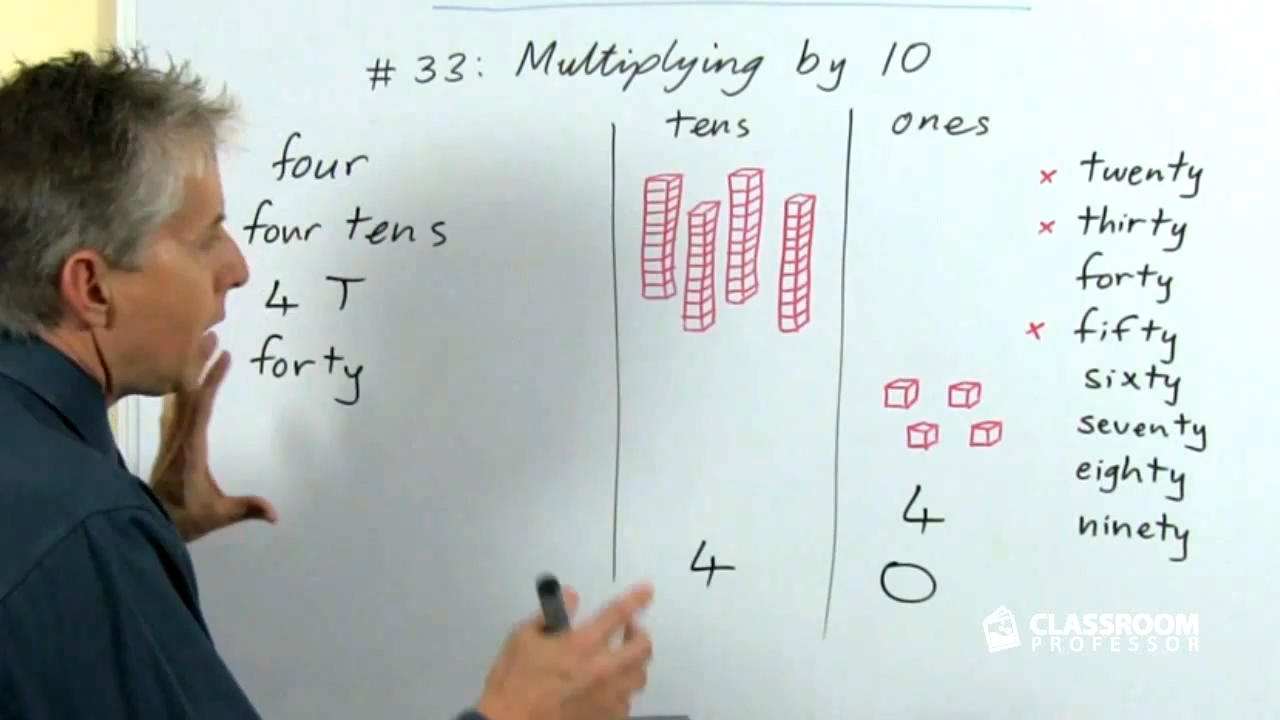 # 33: Multiplying by 10
four
four tens
4 T
forty
tens
4
ones
4
0
× twenty
× thirty
forty
× fifty
sixty
seventy
eighty
ninety
CLASSROOM
PROFESSOR